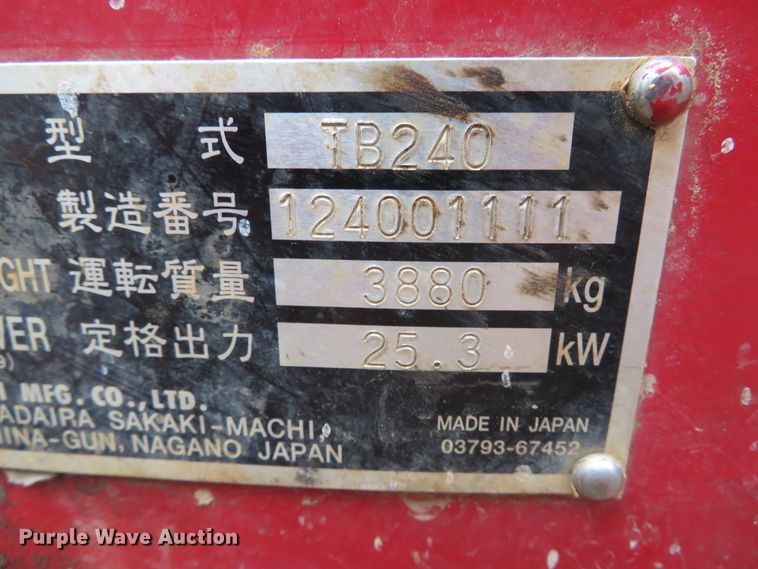 型 式 TB240
製造番号 124001111
GHT 運転質量 3880 kg
WER 定格出力 25.3 kW
MFG. CO.,LTD.
ADAIRA SAKAKI-MACHI,
HINA-GUN, NAGANO JAPAN
MADE IN JAPAN
03793-67452
Purple Wave Auction